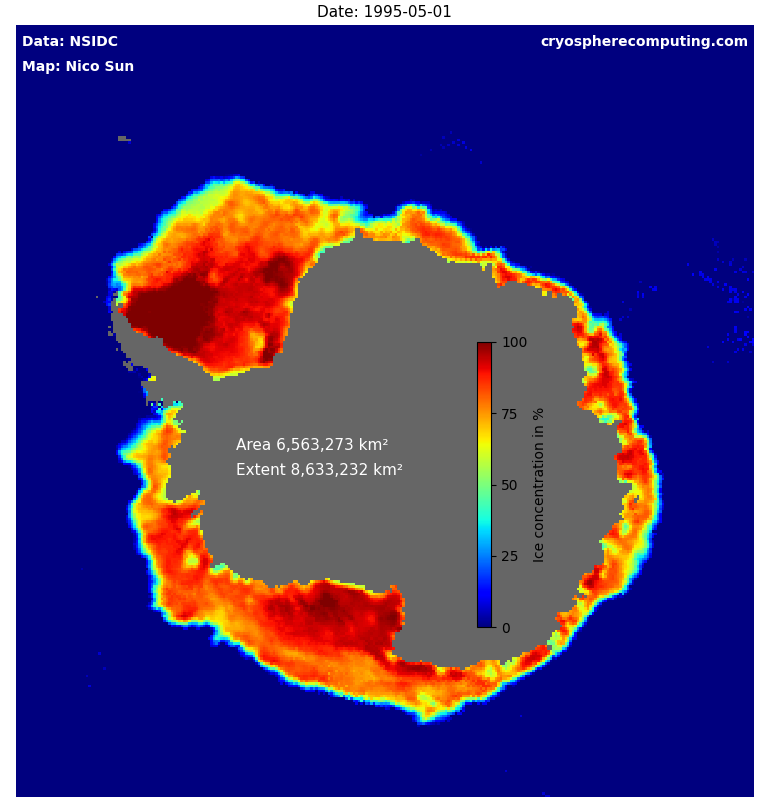 Date: 1995-05-01
Data: NSIDC
cryospherecomputing.com
Map: Nico Sun
100
75
50
25
0
Ice concentration in %
Area 6,563,273 km²
Extent 8,633,232 km²